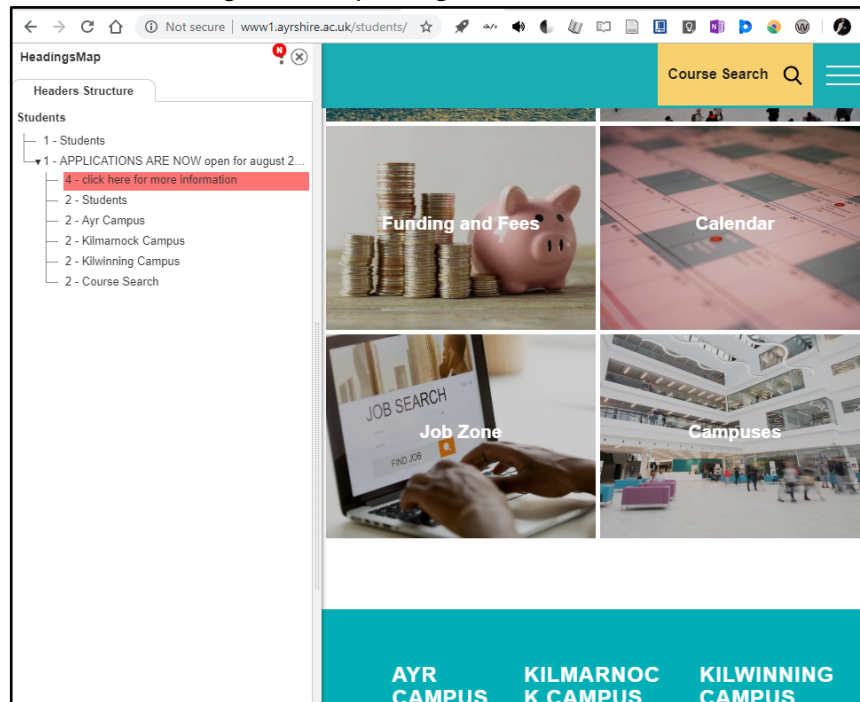 Not secure | www1.ayrshire.ac.uk/students/
HeadingsMap
Headers Structure
Students
1 - Students
1 - APPLICATIONS ARE NOW open for august 2...
4 - click here for more information
2 - Students
2 - Ayr Campus
2 - Kilmarnock Campus
2 - Kilwinning Campus
2 - Course Search
Course Search
Funding and Fees
Calendar
JOB SEARCH
FIND JOB
Job Zone
Campuses
AYR
CAMPUS
KILMARNOC
K CAMPUS
KILWINNING
CAMPUS